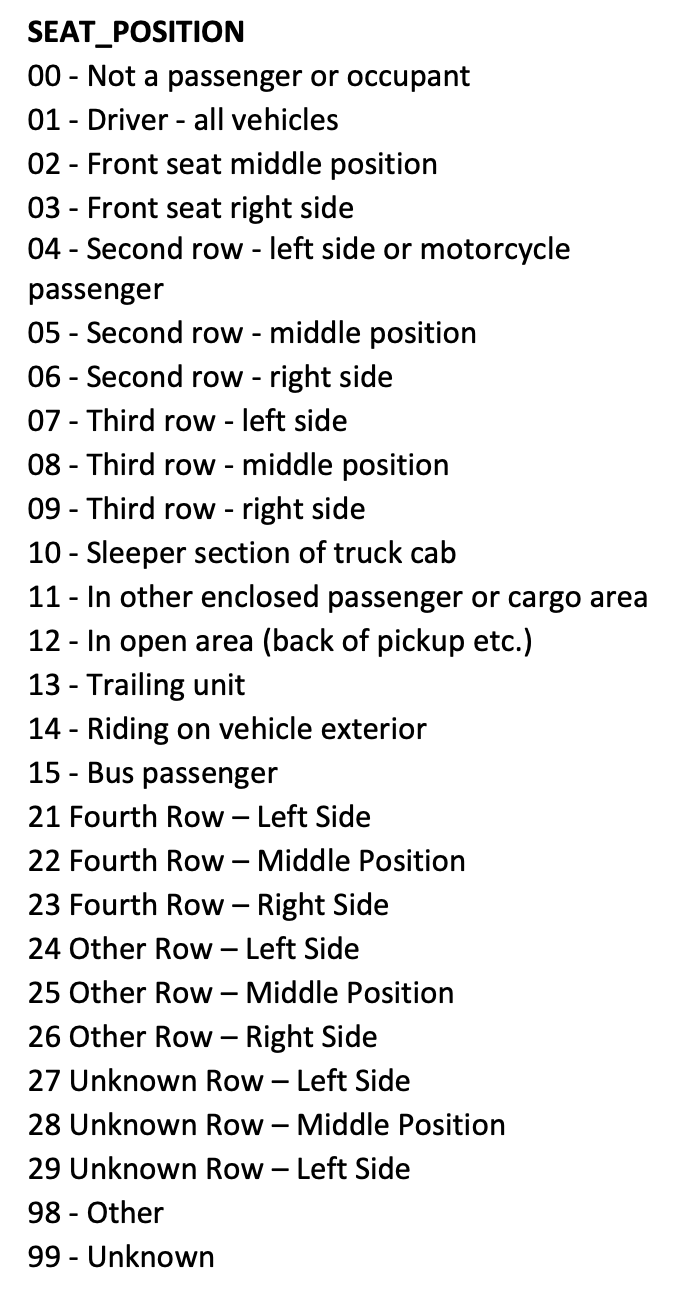 SEAT_POSITION
00 - Not a passenger or occupant
01 - Driver - all vehicles
02 - Front seat middle position
03 - Front seat right side
04 - Second row - left side or motorcycle
passenger
05 - Second row - middle position
06 - Second row - right side
07 - Third row - left side
08 - Third row - middle position
09 - Third row - right side
10 - Sleeper section of truck cab
11 - In other enclosed passenger or cargo area
12 - In open area (back of pickup etc.)
13 - Trailing unit
14 - Riding on vehicle exterior
15 - Bus passenger
21 Fourth Row – Left Side
22 Fourth Row – Middle Position
23 Fourth Row – Right Side
24 Other Row – Left Side
25 Other Row – Middle Position
26 Other Row – Right Side
27 Unknown Row – Left Side
28 Unknown Row – Middle Position
29 Unknown Row – Left Side
98 - Other
99 - Unknown